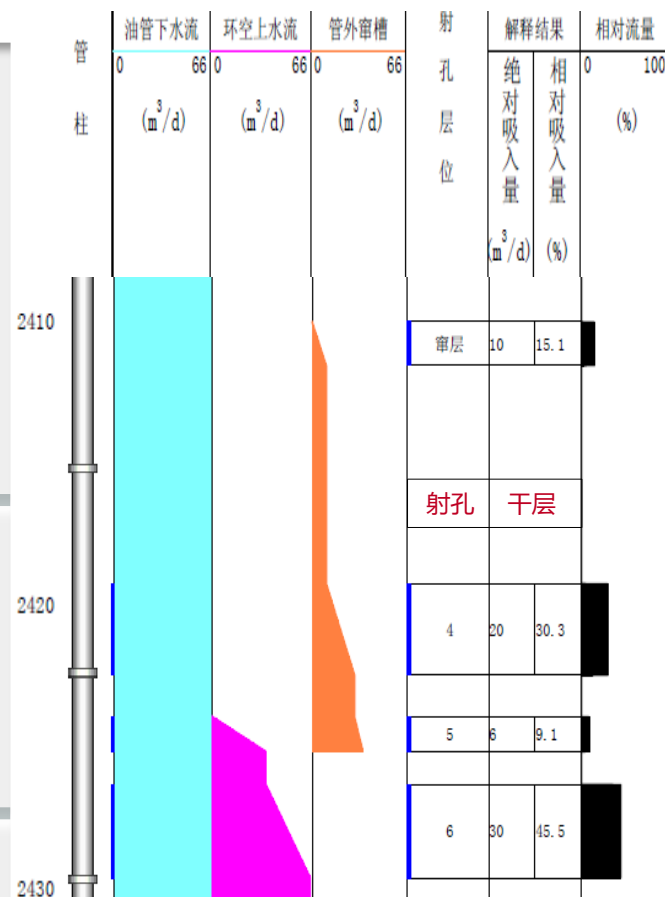 管柱
油管下水流
0 66
(m³/d)
环空上水流
0 66
(m³/d)
管外窜槽
0 66
(m³/d)
射孔层位
解释结果
绝对吸入量
(m³/d)
相对吸入量
(%)
相对流量
0 100
(%)
2410
窜层 10 15.1
射孔 干层
2420
4 20 30.3
5 6 9.1
6 30 45.5
2430